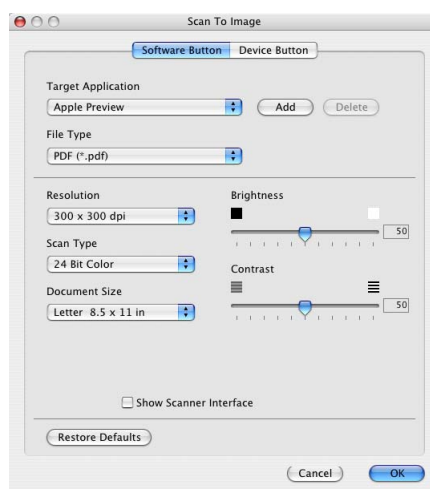 Scan To Image
Software Button Device Button
Target Application
Apple Preview Add Delete
File Type
PDF (*.pdf)
Resolution Brightness
300 x 300 dpi
50
Scan Type
24 Bit Color
Contrast
Document Size
Letter 8.5 x 11 in 50
Show Scanner Interface
Restore Defaults
Cancel OK